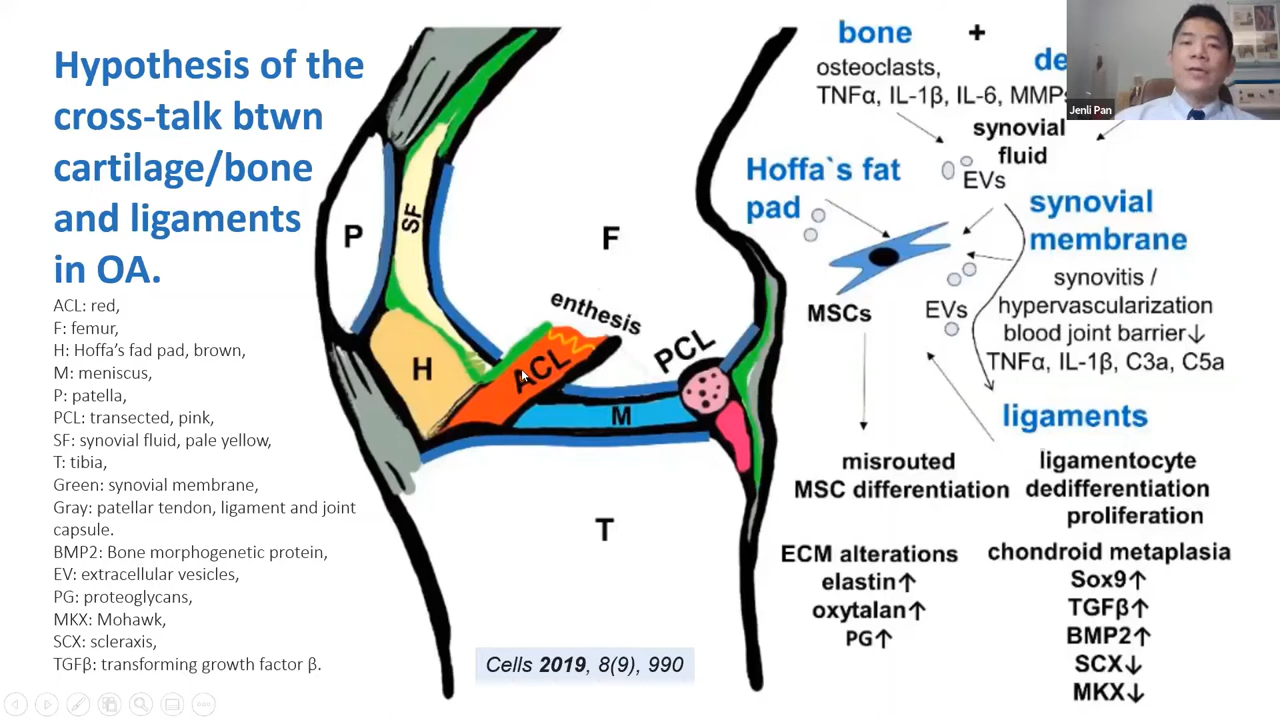 Hypothesis of the
cross-talk btwn
cartilage/bone
and ligaments
in OA.
ACL: red,
F: femur,
H: Hoffa's fad pad, brown,
M: meniscus,
P: patella,
PCL: transected, pink,
SF: synovial fluid, pale yellow,
T: tibia,
Green: synovial membrane,
Gray: patellar tendon, ligament and joint
capsule.
BMP2: Bone morphogenetic protein,
EV: extracellular vesicles,
PG: proteoglycans,
MKX: Mohawk,
SCX: scleraxis,
TGFβ: transforming growth factor β.
P
SF
F
H
enthesis
ACL
PCL
M
T
Cells 2019, 8(9), 990
bone +
osteoclasts,
de
TNFα, IL-1β, IL-6, MMPs
Jenli Pan
synovial
fluid
EVs
Hoffa`s fat
pad
synovial
membrane
MSCs
EVs
synovitis /
hypervascularization
blood joint barrier↓
TNFα, IL-1β, C3a, C5a
ligaments
misrouted
MSC differentiation
ligamentocyte
dedifferentiation
proliferation
ECM alterations
elastin↑
oxytalan↑
PG↑
chondroid metaplasia
Sox9↑
TGFβ↑
BMP2↑
SCX↓
MKX↓